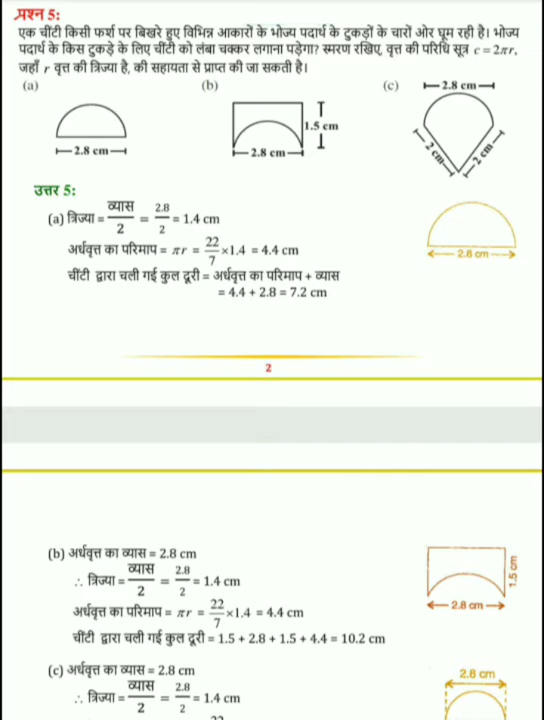 प्रश्न 5:
एक चींटी किसी फर्श पर बिखरे हुए विभिन्न आकारों के भोज्य पदार्थ के टुकड़ों के चारों ओर घूम रही है। भोज्य
पदार्थ के किस टुकड़े के लिए चींटी को लंबा चक्कर लगाना पड़ेगा? स्मरण रखिए, वृत्त की परिधि सूत्र c = 2πr,
जहाँ r वृत्त की त्रिज्या है, की सहायता से प्राप्त की जा सकती है।
(a) (b) (c)
2.8 cm
1.5 cm
2.8 cm
2.8 cm
2 cm
2 cm
उत्तर 5:
(a) त्रिज्या = व्यास/2 = 2.8/2 = 1.4 cm
अर्धवृत्त का परिमाप = πr = 22/7 ×1.4 = 4.4 cm
2.8 cm
चींटी द्वारा चली गई कुल दूरी = अर्धवृत्त का परिमाप + व्यास
= 4.4 + 2.8 = 7.2 cm
2
(b) अर्धवृत्त का व्यास = 2.8 cm
∴ त्रिज्या = व्यास/2 = 2.8/2 = 1.4 cm
1.5 cm
अर्धवृत्त का परिमाप = πr = 22/7 ×1.4 = 4.4 cm
2.8 cm
चींटी द्वारा चली गई कुल दूरी = 1.5 + 2.8 + 1.5 + 4.4 = 10.2 cm
(c) अर्धवृत्त का व्यास = 2.8 cm
2.8 cm
∴ त्रिज्या = व्यास/2 = 2.8/2 = 1.4 cm